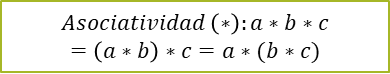 Asociatividad (*): a * b * c
= (a * b) * c = a * (b * c)